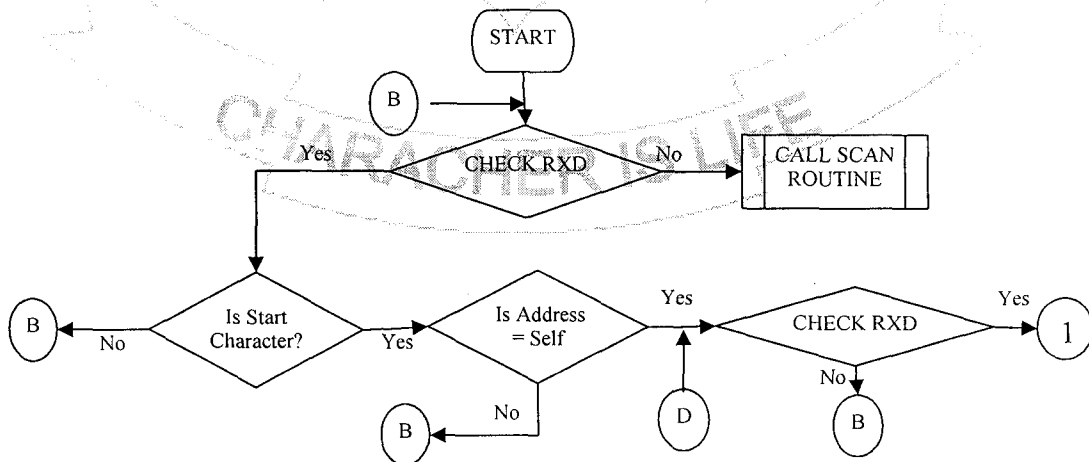 START
B
CHARACHER IS LIFE
Yes
CHECK RXD
No
CALL SCAN
ROUTINE
B
No
Is Start
Character?
Yes
Is Address
= Self
Yes
CHECK RXD
Yes
1
No
B
D
No
B